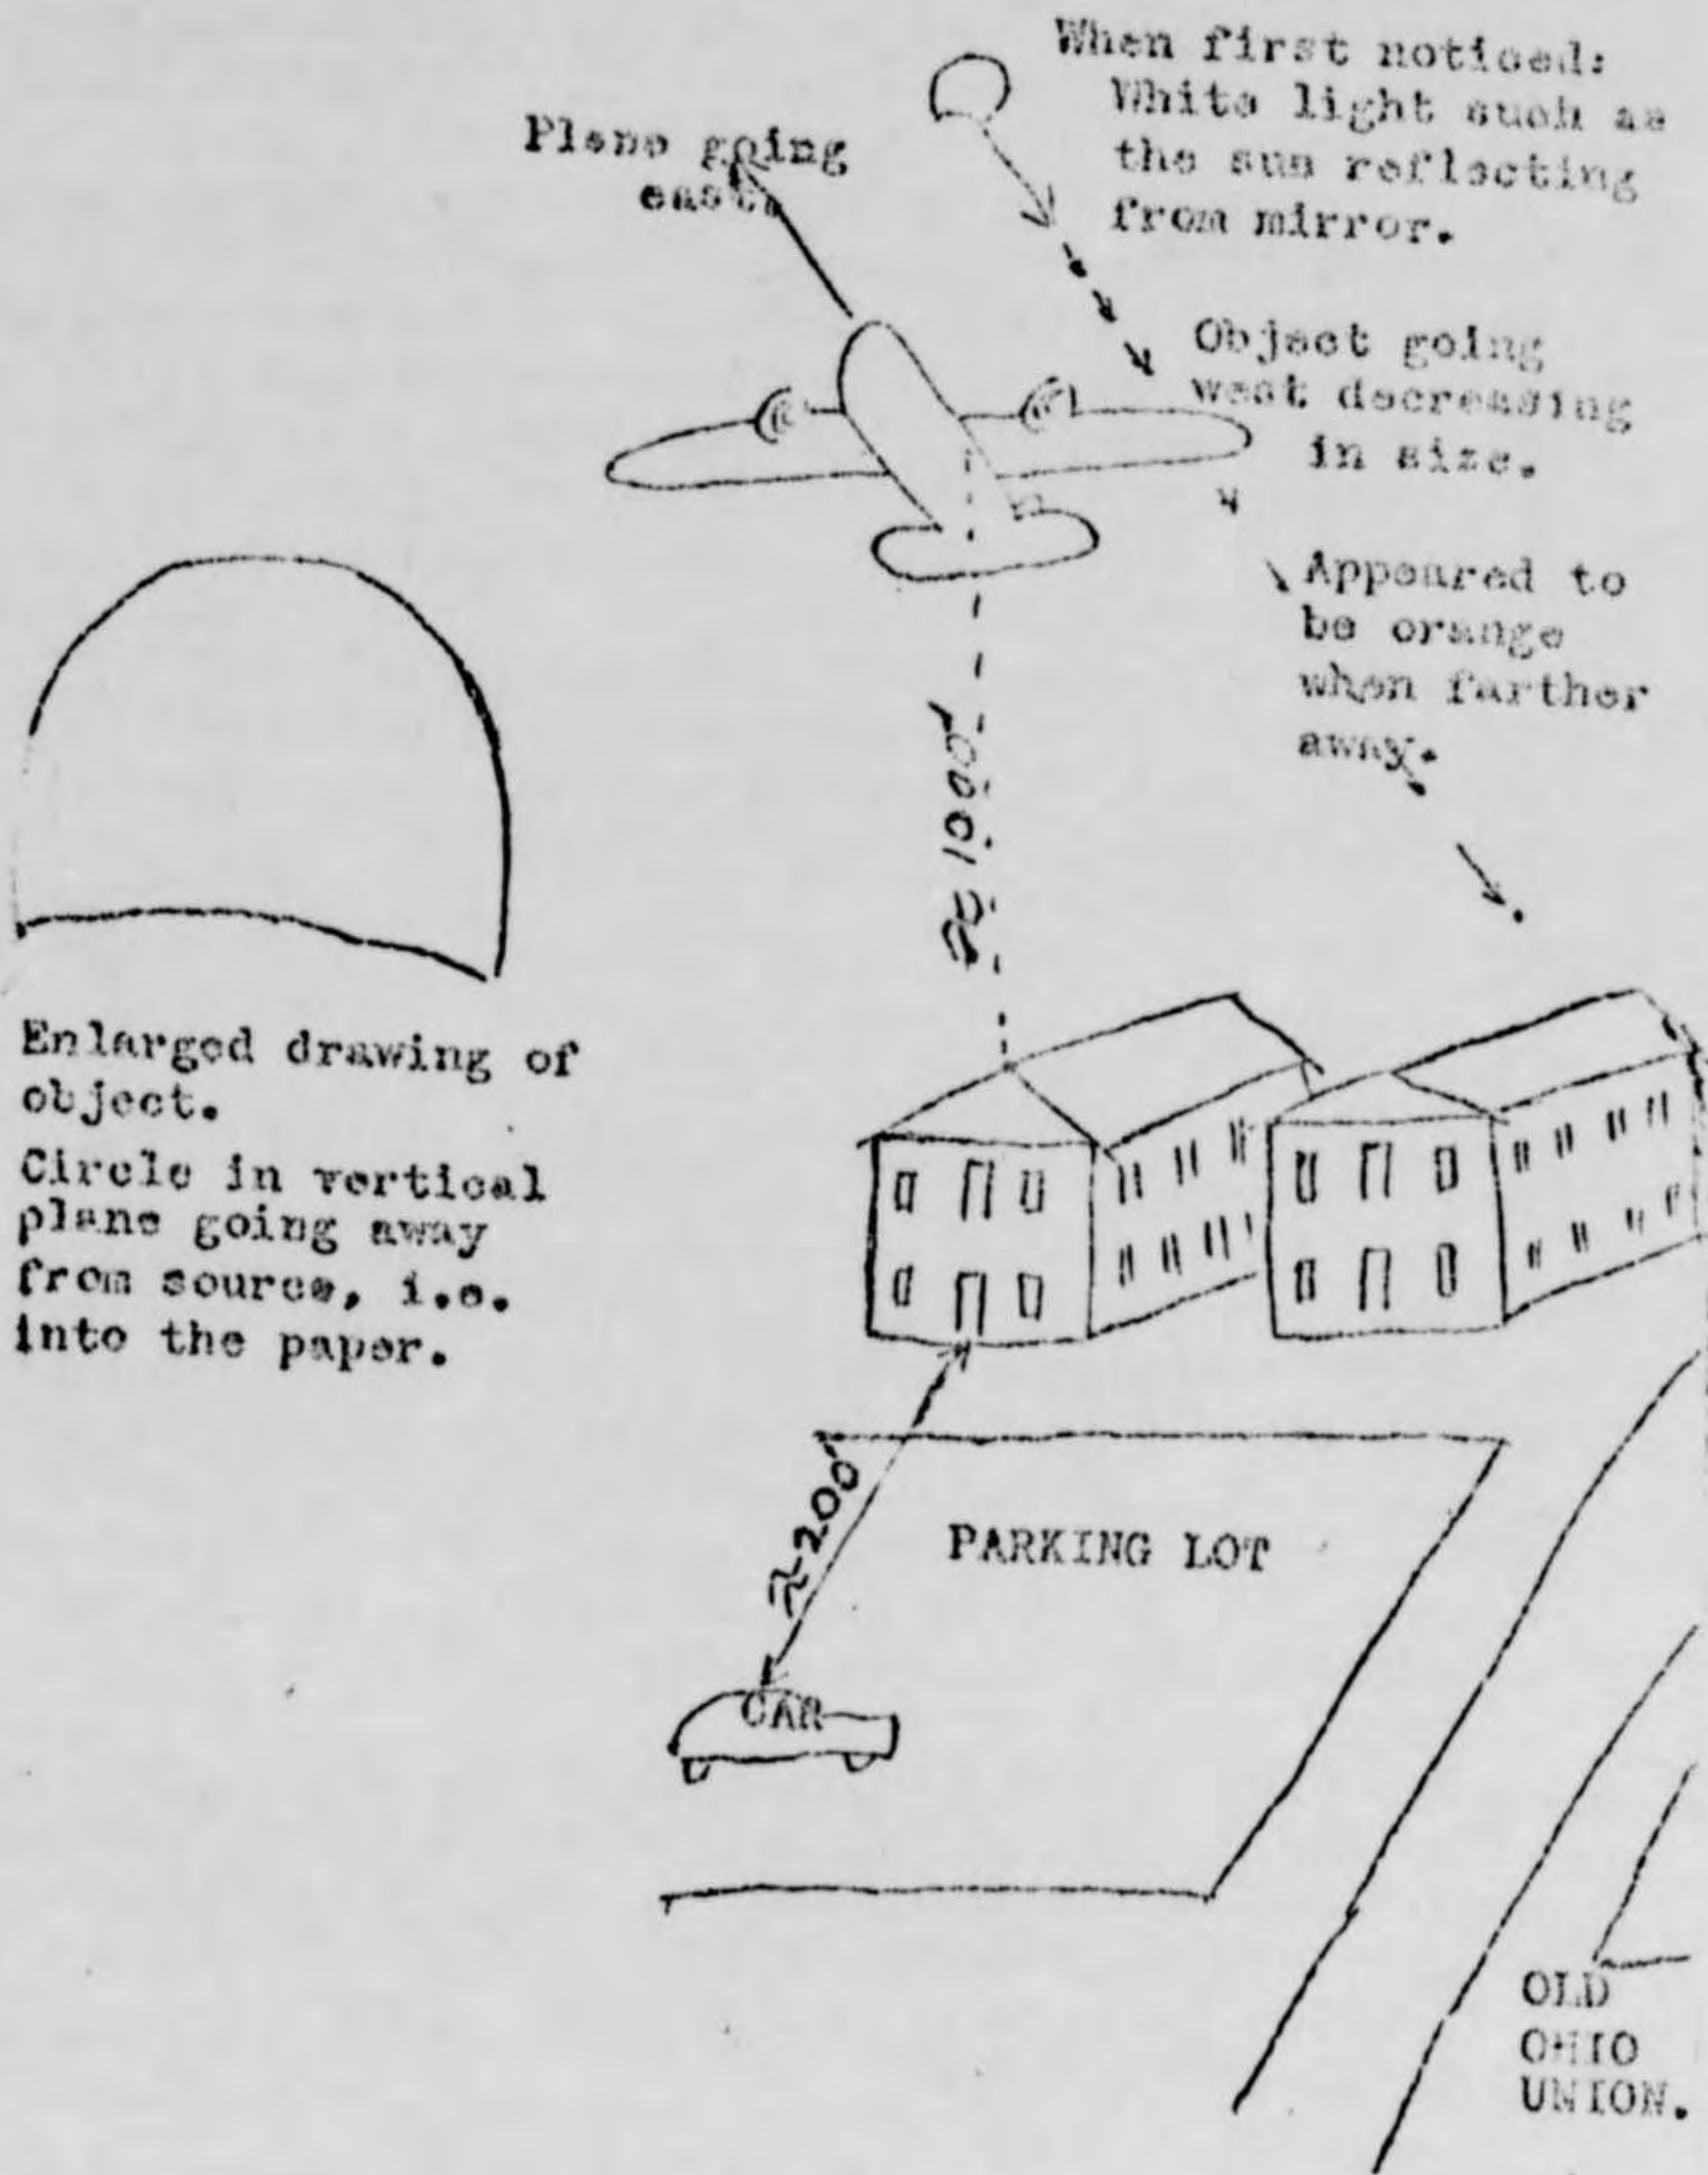 When first noticed:
White light such as
the sun reflecting
from mirror.
Plane going
east.
Object going
west decreasing
in size.
Appeared to
be orange
when farther
away.
≈ 1000'
Enlarged drawing of
object.
Circle in vertical
plane going away
from source, i.e.
into the paper.
≈ 200'
PARKING LOT
CAR
OLD
OHIO
UNION.